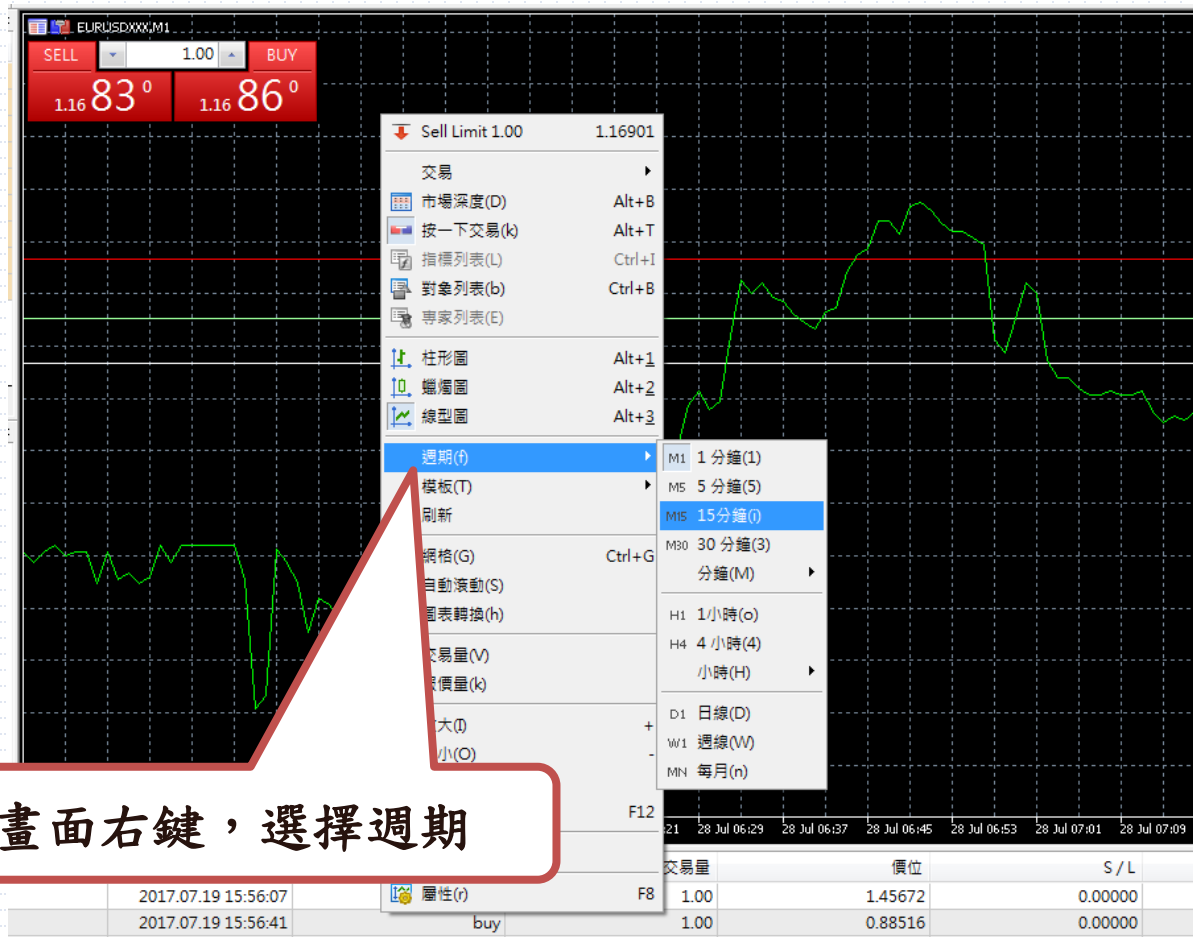 EURUSDXXX,M1
SELL 1.00 BUY
1.16 83 0 1.16 86 0
Sell Limit 1.00 1.16901
交易
市場深度(D) Alt+B
按一下交易(k) Alt+T
指標列表(L) Ctrl+I
對象列表(b) Ctrl+B
專家列表(E)
柱形圖 Alt+1
蠟燭圖 Alt+2
線型圖 Alt+3
週期(f)
模板(T)
刷新
網格(G) Ctrl+G
自動滾動(S)
圖表轉換(h)
交易量(V)
價量(k)
大(I) +
小(O) -
F12
屬性(r) F8
M1 1 分鐘(1)
M5 5 分鐘(5)
M15 15分鐘(i)
M30 30 分鐘(3)
分鐘(M)
H1 1小時(o)
H4 4 小時(4)
小時(H)
D1 日線(D)
W1 週線(W)
MN 每月(n)
畫面右鍵，選擇週期
:21 28 Jul 06:29 28 Jul 06:37 28 Jul 06:45 28 Jul 06:53 28 Jul 07:01 28 Jul 07:09
交易量 價位 S / L
2017.07.19 15:56:07 1.00 1.45672 0.00000
2017.07.19 15:56:41 buy 1.00 0.88516 0.00000